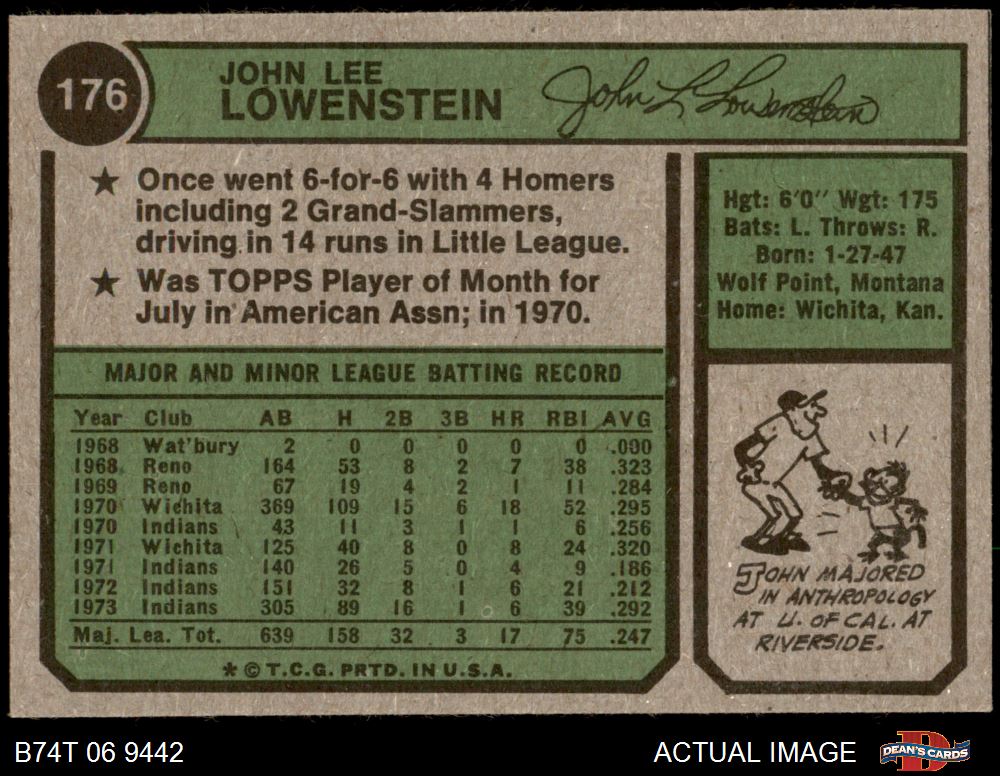 176
JOHN LEE
LOWENSTEIN
John L Lowenstein
★ Once went 6-for-6 with 4 Homers
including 2 Grand-Slammers,
driving in 14 runs in Little League.
★ Was TOPPS Player of Month for
July in American Assn; in 1970.
Hgt: 6'0" Wgt: 175
Bats: L. Throws: R.
Born: 1-27-47
Wolf Point, Montana
Home: Wichita, Kan.
MAJOR AND MINOR LEAGUE BATTING RECORD
Year Club AB H 2B 3B HR RBI AVG
1968 Wat'bury 2 0 0 0 0 0 .000
1968 Reno 164 53 8 2 7 38 .323
1969 Reno 67 19 4 2 1 11 .284
1970 Wichita 369 109 15 6 18 52 .295
1970 Indians 43 11 3 1 1 6 .256
1971 Wichita 125 40 8 0 8 24 .320
1971 Indians 140 26 5 0 4 9 .186
1972 Indians 151 32 8 1 6 21 .212
1973 Indians 305 89 16 1 6 39 .292
Maj. Lea. Tot. 639 158 32 3 17 75 .247
* © T.C.G. PRTD. IN U.S.A.
JOHN MAJORED
IN ANTHROPOLOGY
AT U. OF CAL. AT
RIVERSIDE.
B74T 06 9442
ACTUAL IMAGE
D
DEAN'S CARDS